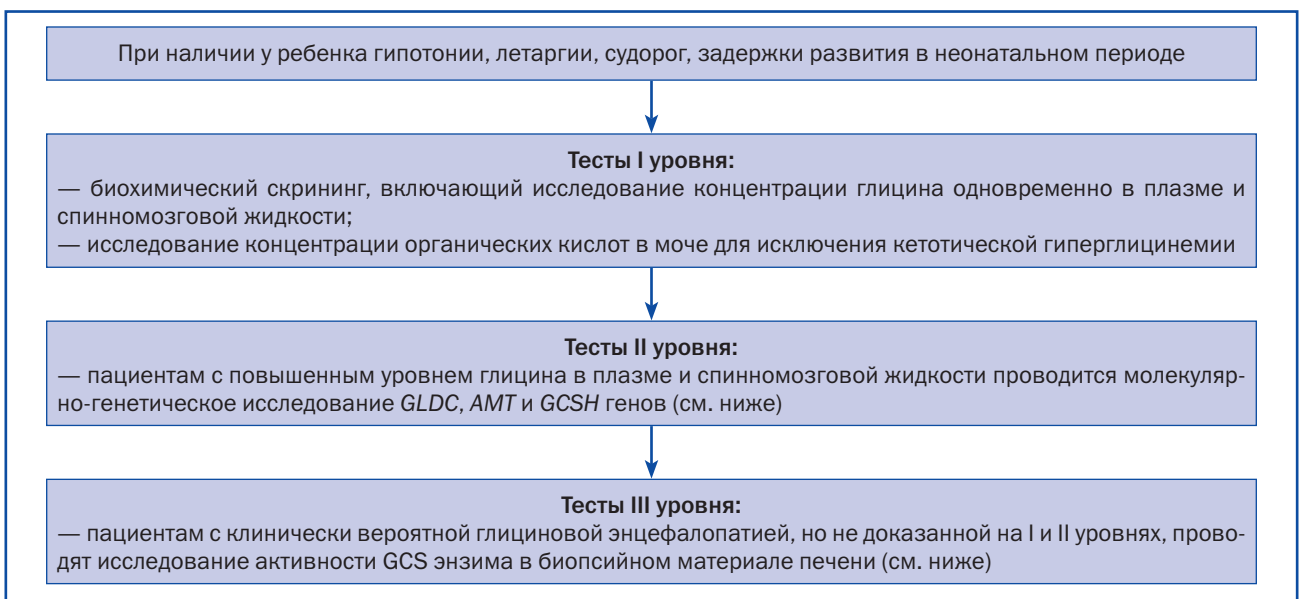 При наличии у ребенка гипотонии, летаргии, судорог, задержки развития в неонатальном периоде
Тесты I уровня:
— биохимический скрининг, включающий исследование концентрации глицина одновременно в плазме и
спинномозговой жидкости;
— исследование концентрации органических кислот в моче для исключения кетотической гиперглицинемии
Тесты II уровня:
— пациентам с повышенным уровнем глицина в плазме и спинномозговой жидкости проводится молекуляр-
но-генетическое исследование GLDC, AMT и GCSH генов (см. ниже)
Тесты III уровня:
— пациентам с клинически вероятной глициновой энцефалопатией, но не доказанной на I и II уровнях, прово-
дят исследование активности GCS энзима в биопсийном материале печени (см. ниже)